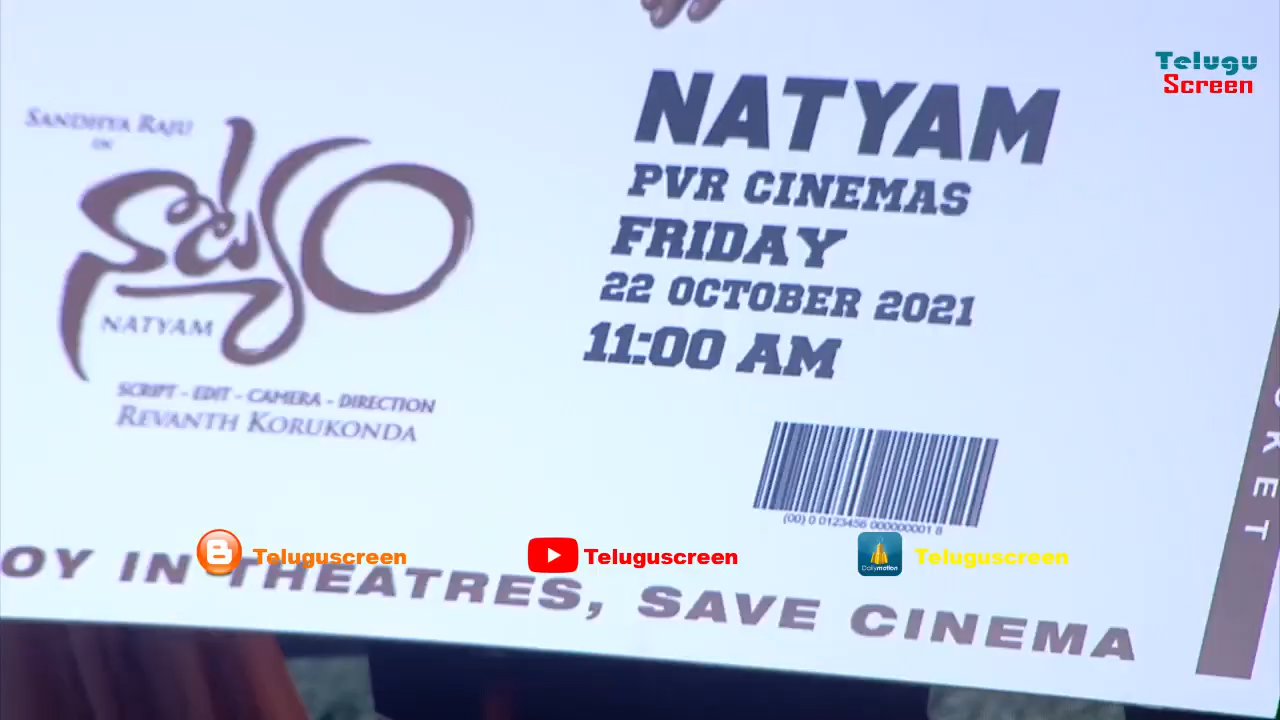 Telugu
Screen
SANDHYA RAJU
IN
నాట్యం
NATYAM
SCRIPT - EDIT - CAMERA - DIRECTION
REVANTH KORUKONDA
NATYAM
PVR CINEMAS
FRIDAY
22 OCTOBER 2021
11:00 AM
(00) 0 0123456 000000001 8
OY IN THEATRES, SAVE CINEMA
KET
Teluguscreen
Teluguscreen
Dailymotion
Teluguscreen